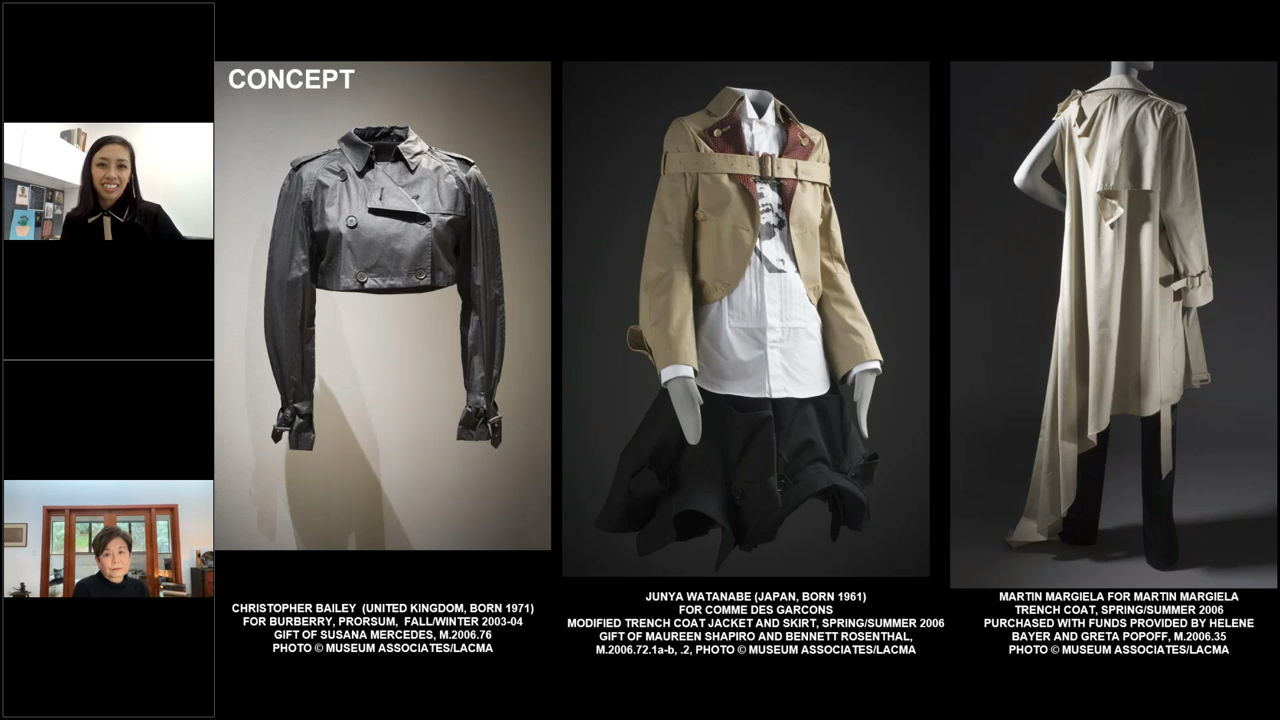 CONCEPT
CHRISTOPHER BAILEY (UNITED KINGDOM, BORN 1971)
FOR BURBERRY, PRORSUM, FALL/WINTER 2003-04
GIFT OF SUSANA MERCEDES, M.2006.76
PHOTO © MUSEUM ASSOCIATES/LACMA
JUNYA WATANABE (JAPAN, BORN 1961)
FOR COMME DES GARCONS
MODIFIED TRENCH COAT JACKET AND SKIRT, SPRING/SUMMER 2006
GIFT OF MAUREEN SHAPIRO AND BENNETT ROSENTHAL,
M.2006.72.1a-b, .2, PHOTO © MUSEUM ASSOCIATES/LACMA
MARTIN MARGIELA FOR MARTIN MARGIELA
TRENCH COAT, SPRING/SUMMER 2006
PURCHASED WITH FUNDS PROVIDED BY HELENE
BAYER AND GRETA POPOFF, M.2006.35
PHOTO © MUSEUM ASSOCIATES/LACMA